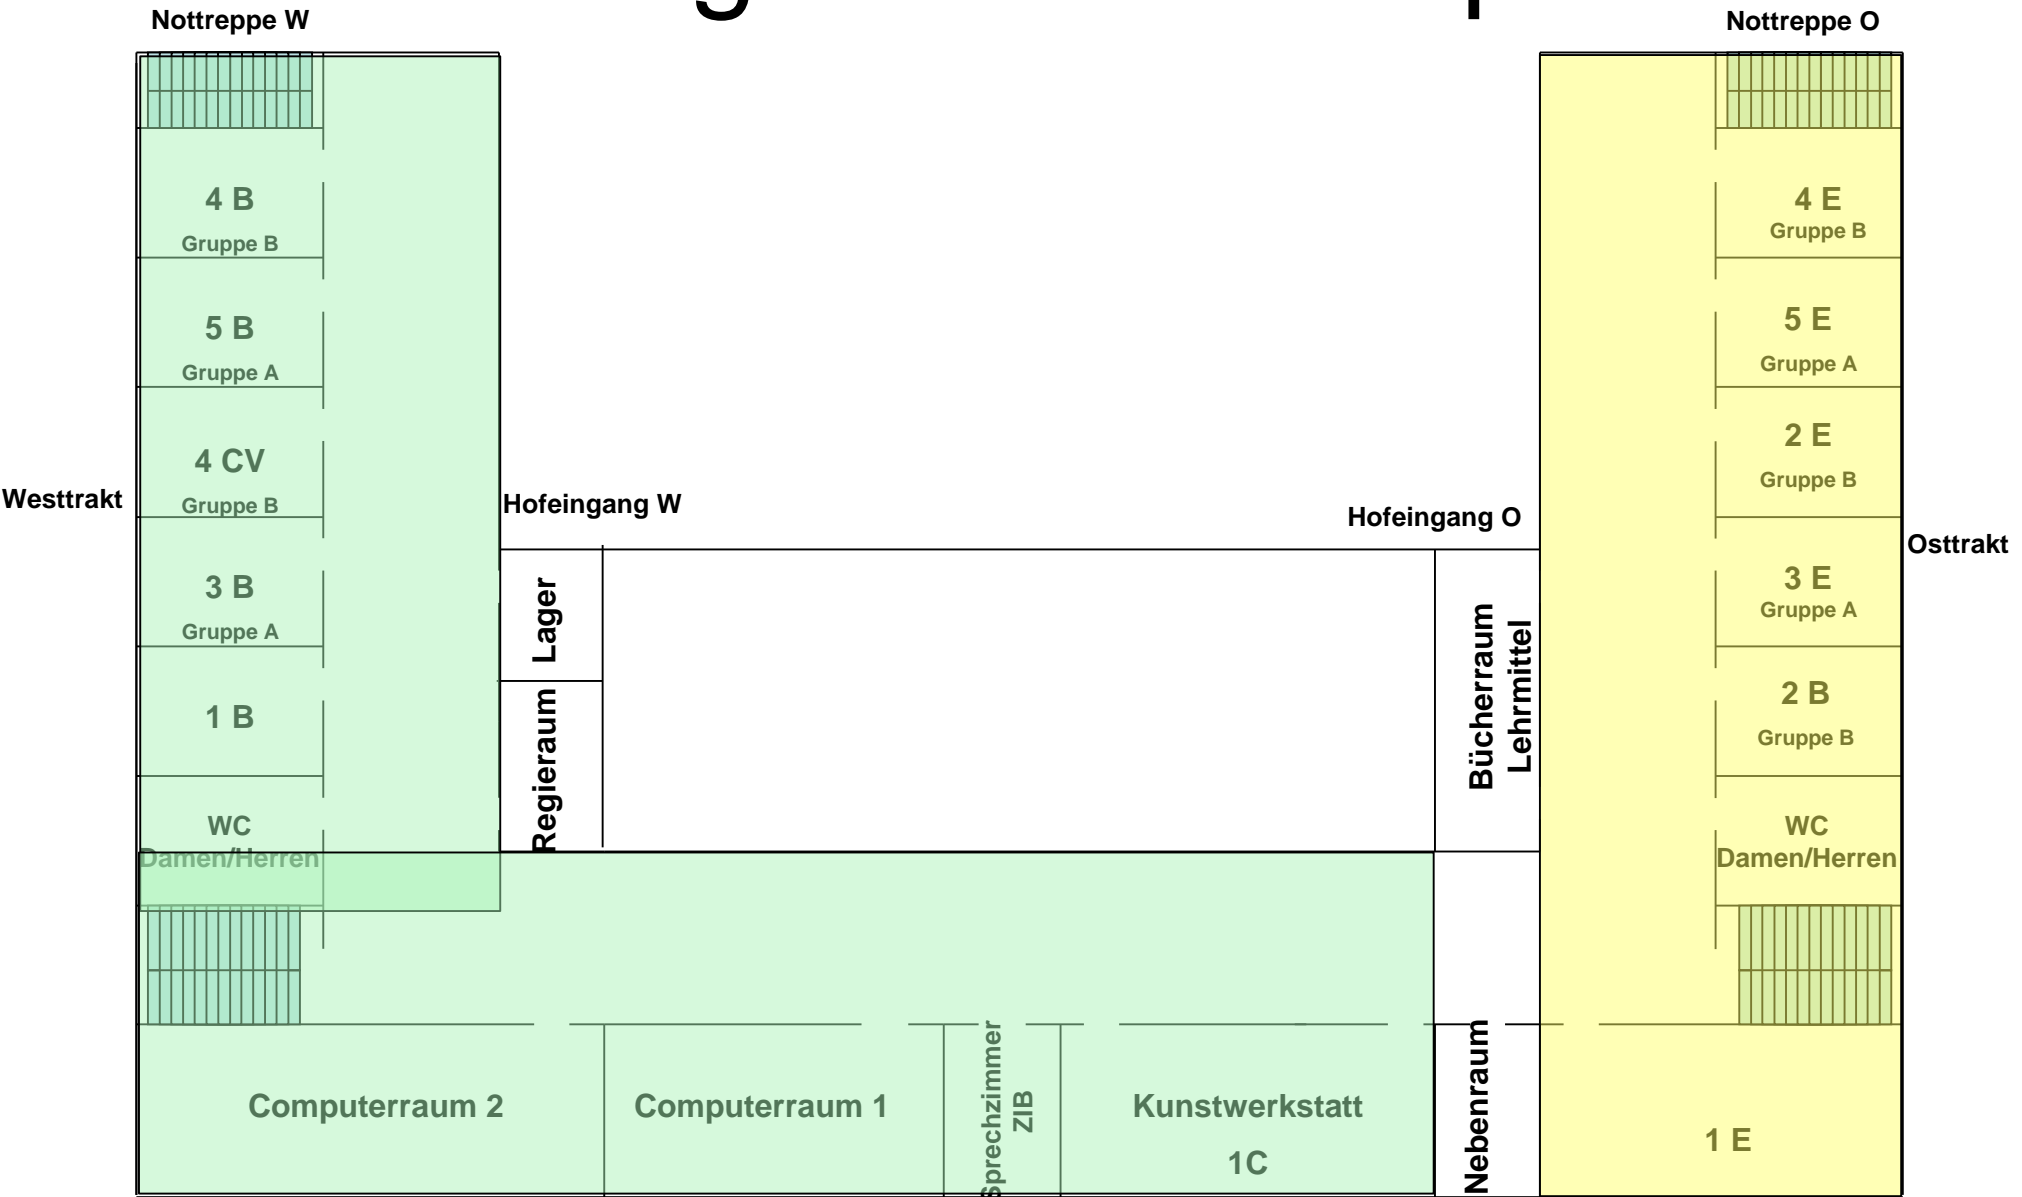 Nottreppe W
Nottreppe O
4 B
Gruppe B
5 B
Gruppe A
4 CV
Gruppe B
3 B
Gruppe A
1 B
WC
Damen/Herren
Westtrakt
Hofeingang W
Hofeingang O
Lager
Regieraum
Bücherraum
Lehrmittel
4 E
Gruppe B
5 E
Gruppe A
2 E
Gruppe B
3 E
Gruppe A
2 B
Gruppe B
WC
Damen/Herren
Osttrakt
Computerraum 2
Computerraum 1
Sprechzimmer
ZIB
Kunstwerkstatt
1C
Nebenraum
1 E